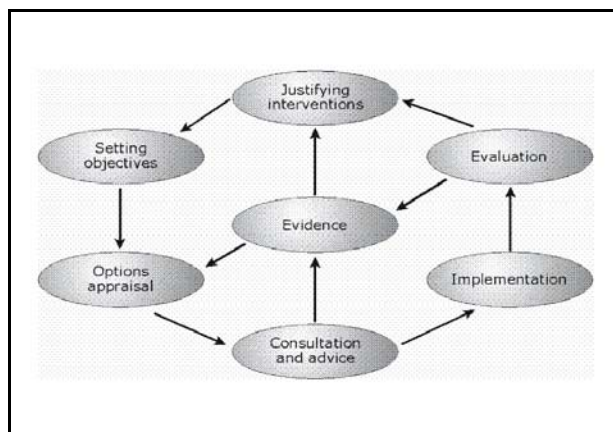 Justifying
interventions
Setting
objectives
Evaluation
Evidence
Options
appraisal
Implementation
Consultation
and advice